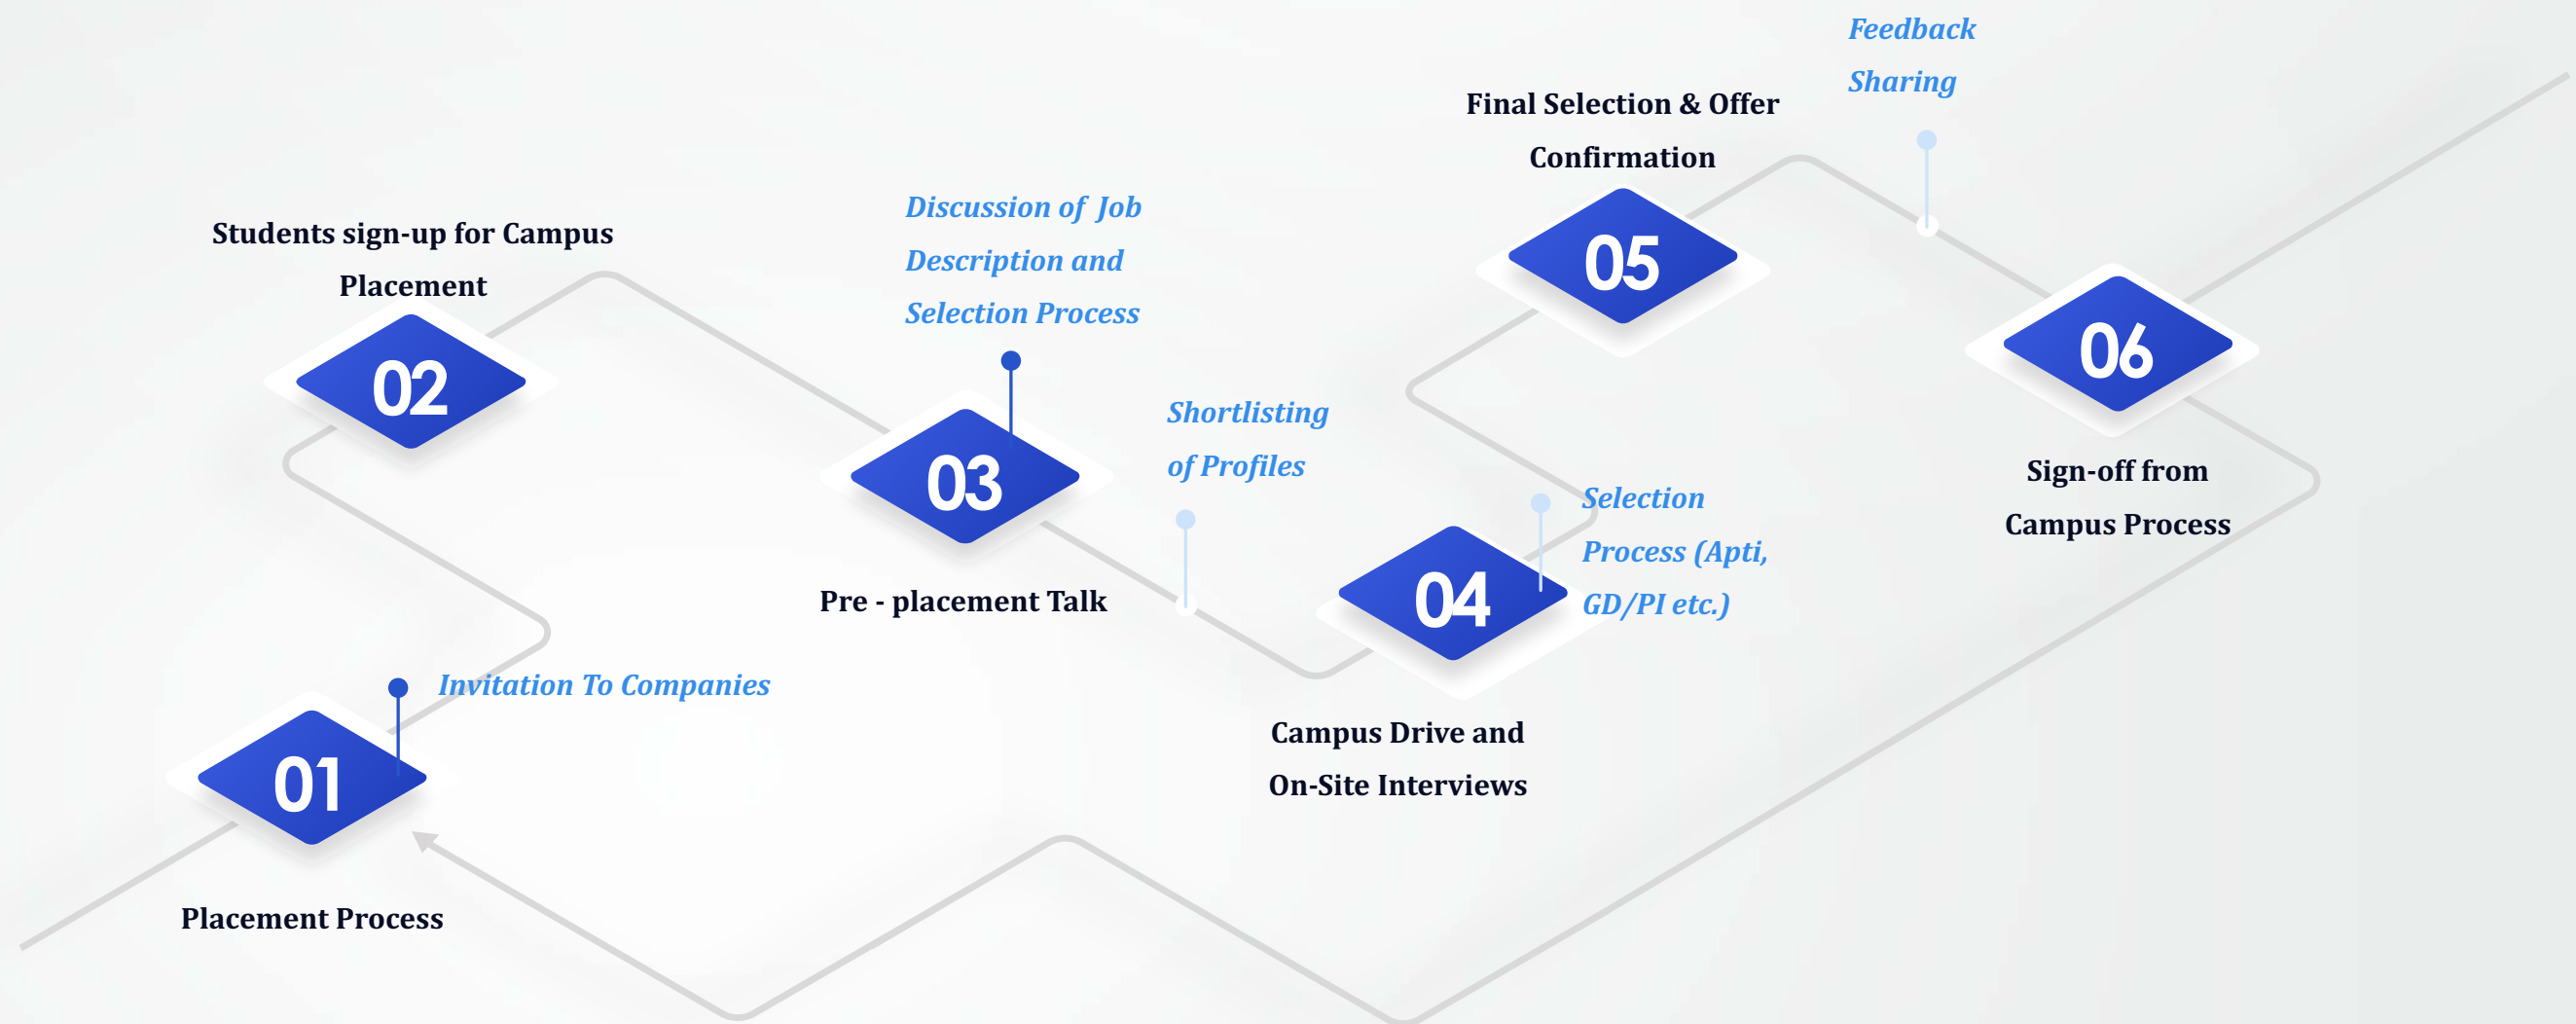 01
Invitation To Companies
Placement Process
Students sign-up for Campus
Placement
02
Discussion of Job
Description and
Selection Process
03
Pre - placement Talk
Shortlisting
of Profiles
04
Selection
Process (Apti,
GD/PI etc.)
Campus Drive and
On-Site Interviews
Final Selection & Offer
Confirmation
05
Feedback
Sharing
06
Sign-off from
Campus Process